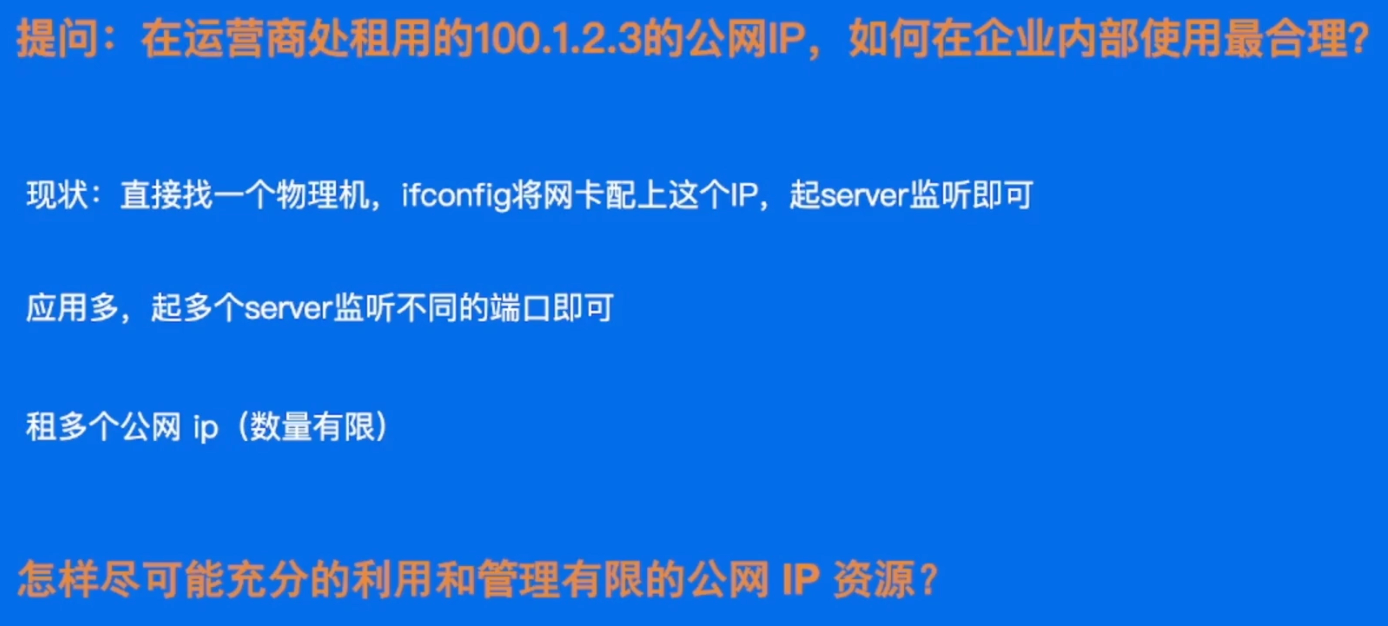 提问：在运营商处租用的100.1.2.3的公网IP，如何在企业内部使用最合理？
现状：直接找一个物理机，ifconfig将网卡配上这个IP，起server监听即可
应用多，起多个server监听不同的端口即可
租多个公网 ip（数量有限）
怎样尽可能充分的利用和管理有限的公网 IP 资源？